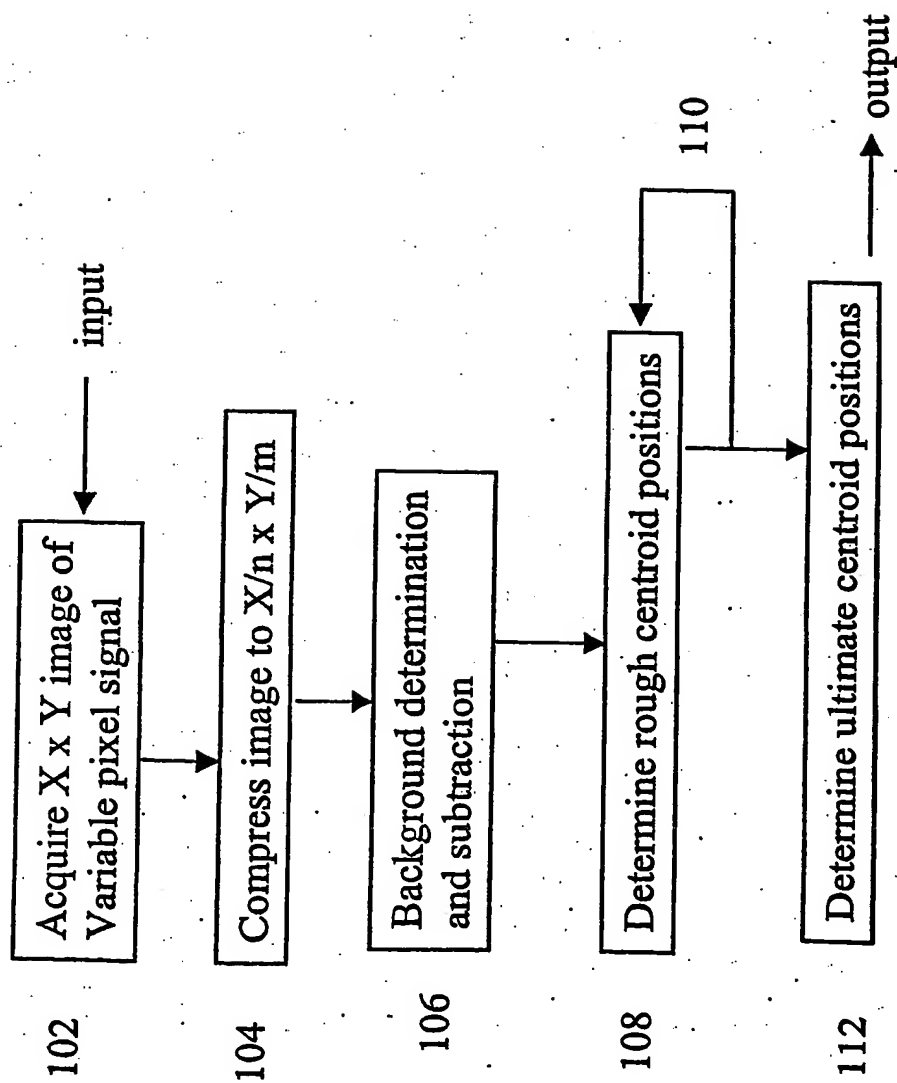 input
102
Acquire X x Y image of
Variable pixel signal
104
Compress image to X/n x Y/m
106
Background determination
and subtraction
108
Determine rough centroid positions
110
112
Determine ultimate centroid positions
output